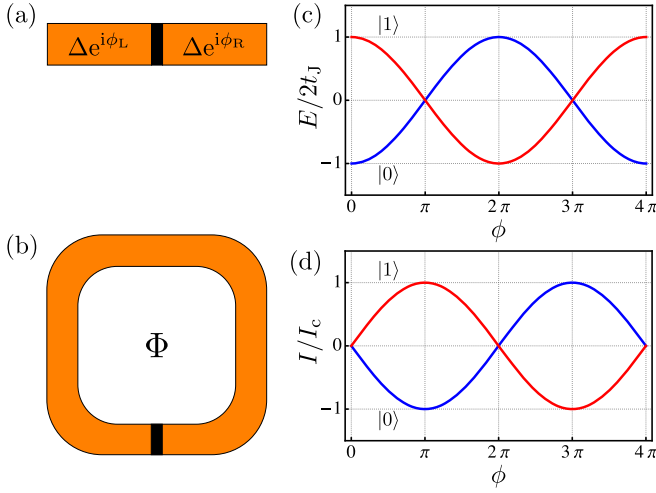 (a)
Δe^{iϕ_L} Δe^{iϕ_R}
(b)
Φ
(c)
|1⟩
|0⟩
E/2t_J
1
0
−1
0 π 2π 3π 4π
ϕ
(d)
|1⟩
|0⟩
I/I_c
1
0
−1
0 π 2π 3π 4π
ϕ